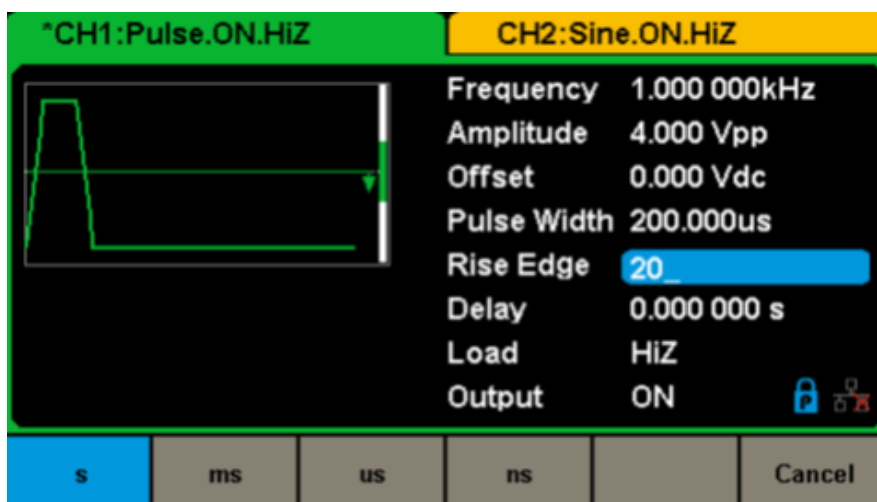 *CH1:Pulse.ON.HiZ
CH2:Sine.ON.HiZ
Frequency 1.000 000kHz
Amplitude 4.000 Vpp
Offset 0.000 Vdc
Pulse Width 200.000us
Rise Edge 20_
Delay 0.000 000 s
Load HiZ
Output ON
P
s ms us ns Cancel